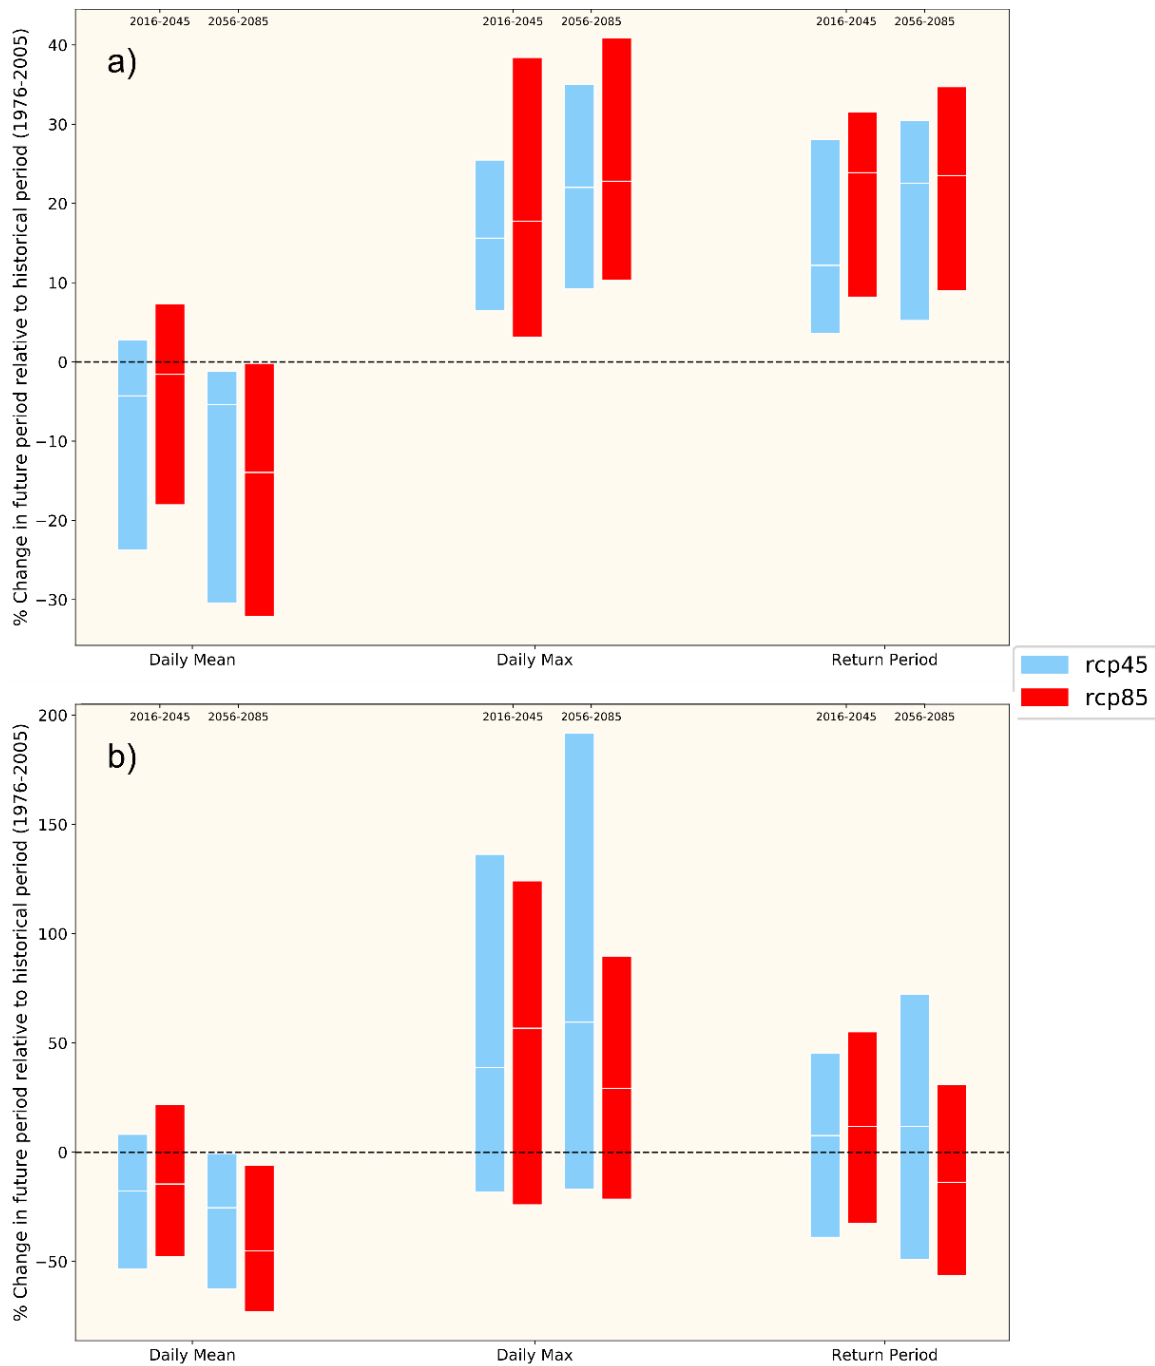 2016-2045 2056-2085 2016-2045 2056-2085 2016-2045 2056-2085
a)
% Change in future period relative to historical period (1976-2005)
40
30
20
10
0
−10
−20
−30
Daily Mean Daily Max Return Period
rcp45
rcp85
2016-2045 2056-2085 2016-2045 2056-2085 2016-2045 2056-2085
b)
% Change in future period relative to historical period (1976-2005)
200
150
100
50
0
−50
Daily Mean Daily Max Return Period